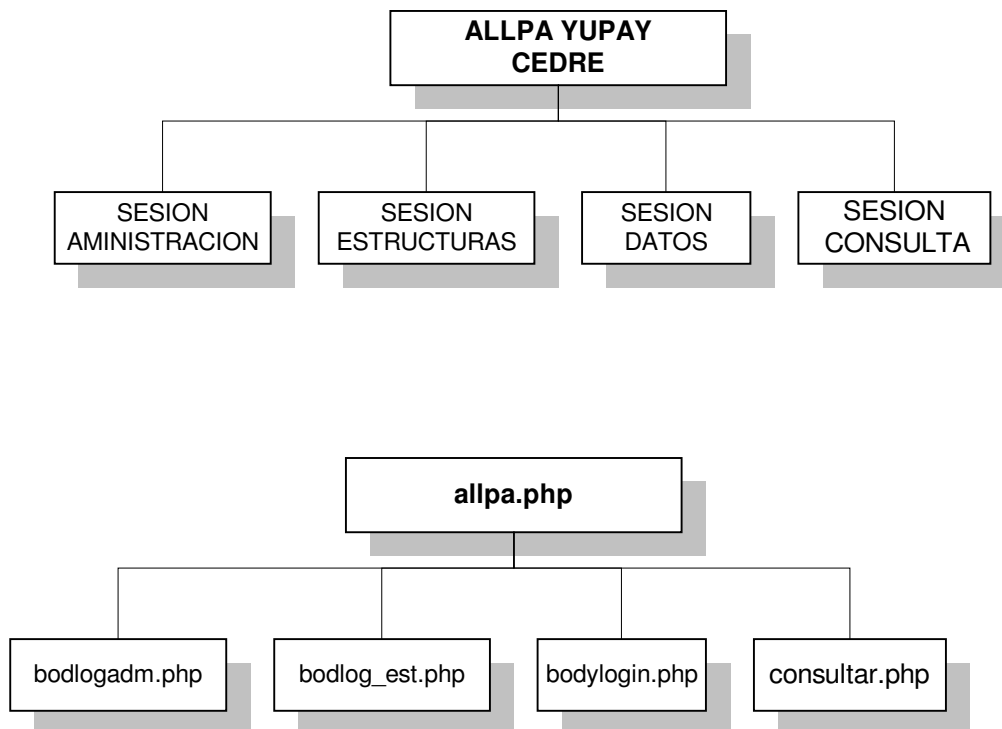 ALLPA YUPAY
CEDRE
SESION
AMINISTRACION
SESION
ESTRUCTURAS
SESION
DATOS
SESION
CONSULTA
allpa.php
bodlogadm.php
bodlog_est.php
bodylogin.php
consultar.php